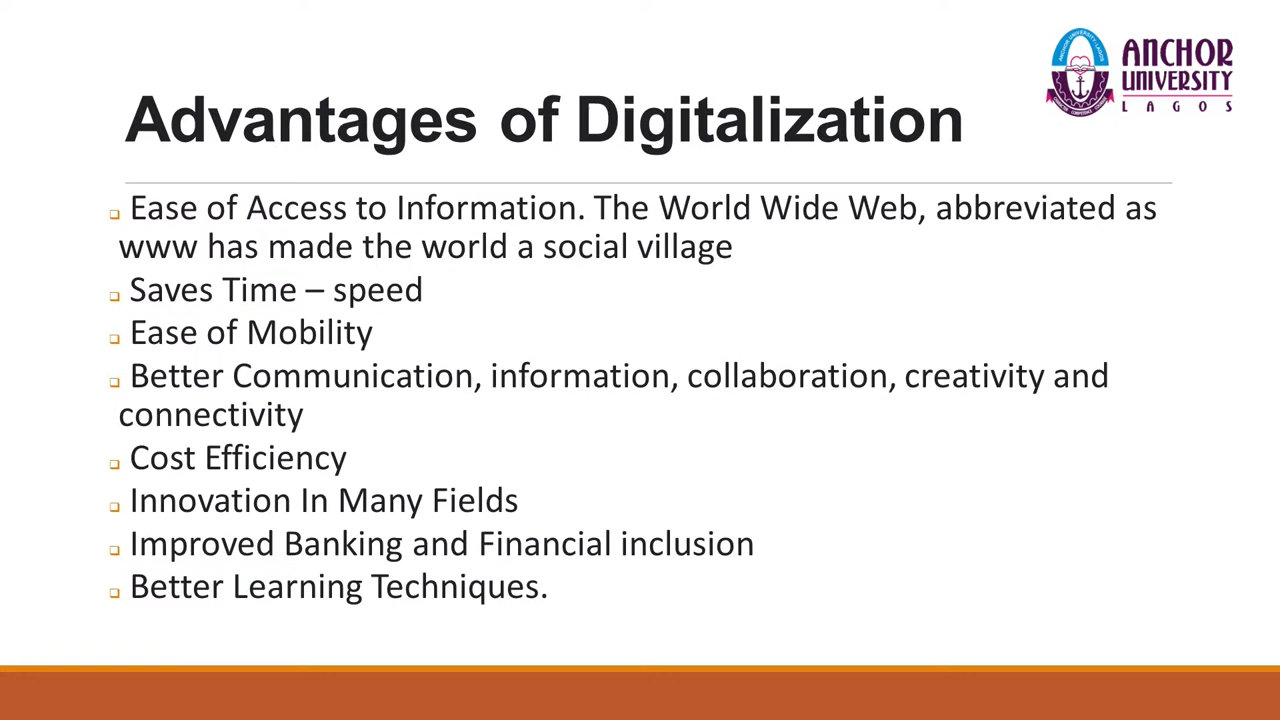 ANCHOR
UNIVERSITY
LAGOS
Advantages of Digitalization
Ease of Access to Information. The World Wide Web, abbreviated as
www has made the world a social village
Saves Time – speed
Ease of Mobility
Better Communication, information, collaboration, creativity and
connectivity
Cost Efficiency
Innovation In Many Fields
Improved Banking and Financial inclusion
Better Learning Techniques.